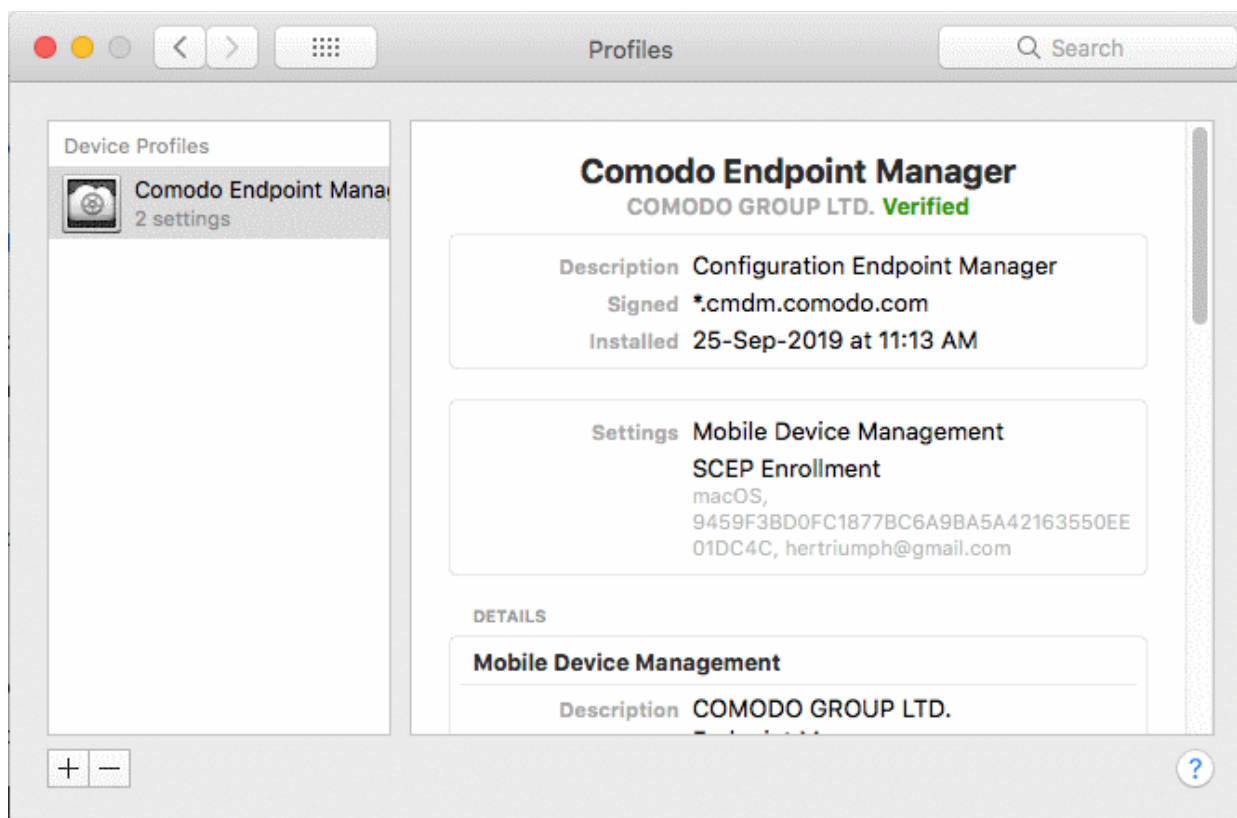 Profiles
Search
Device Profiles
Comodo Endpoint Mana
2 settings
Comodo Endpoint Manager
COMODO GROUP LTD. Verified
Description Configuration Endpoint Manager
Signed *.cmdm.comodo.com
Installed 25-Sep-2019 at 11:13 AM
Settings Mobile Device Management
SCEP Enrollment
macOS,
9459F3BD0FC1877BC6A9BA5A42163550EE
01DC4C, hertriumph@gmail.com
DETAILS
Mobile Device Management
Description COMODO GROUP LTD.
+ −
?